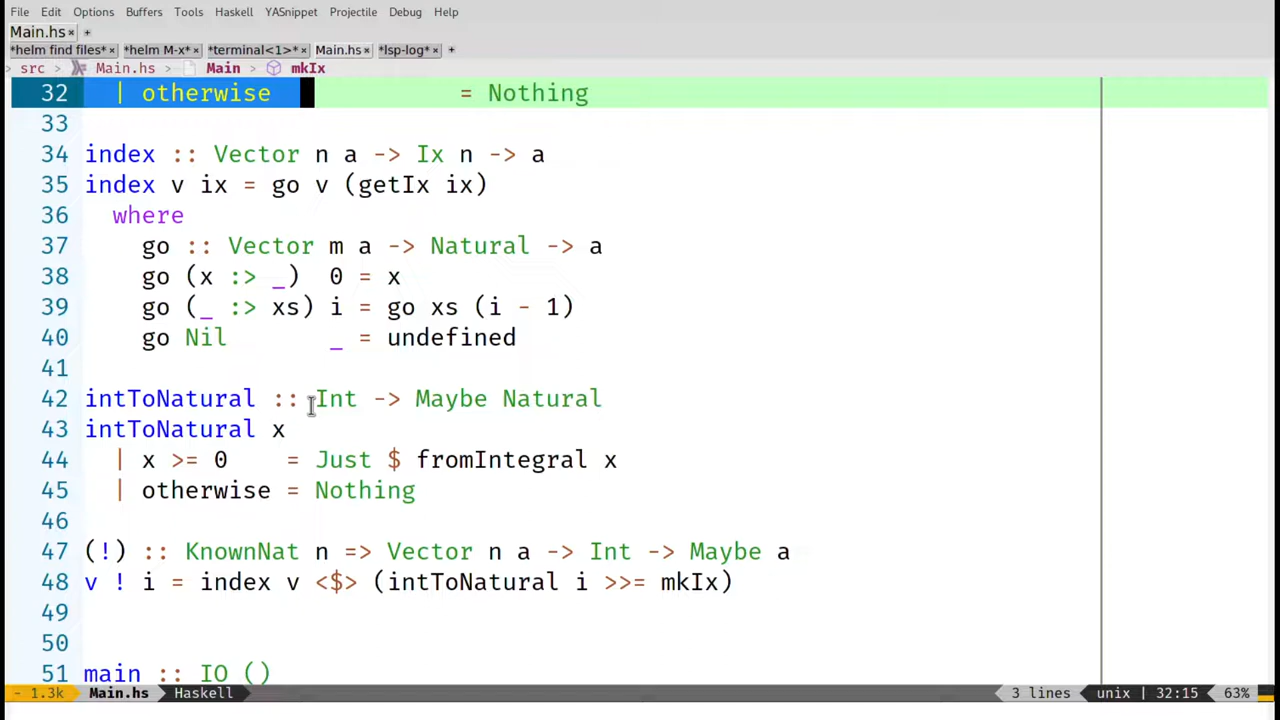 File Edit Options Buffers Tools Haskell YASnippet Projectile Debug Help
Main.hs × +
*helm find files* × *helm M-x* × *terminal<1>* × Main.hs × *lsp-log* × +
> src > Main.hs > Main > mkIx
32   | otherwise             = Nothing
33
34 index :: Vector n a -> Ix n -> a
35 index v ix = go v (getIx ix)
36   where
37     go :: Vector m a -> Natural -> a
38     go (x :> _)  0 = x
39     go (_ :> xs) i = go xs (i - 1)
40     go Nil       _ = undefined
41
42 intToNatural :: Int -> Maybe Natural
43 intToNatural x
44   | x >= 0    = Just $ fromIntegral x
45   | otherwise = Nothing
46
47 (!) :: KnownNat n => Vector n a -> Int -> Maybe a
48 v ! i = index v <$> (intToNatural i >>= mkIx)
49
50
51 main :: IO ()
- 1.3k Main.hs Haskell 3 lines unix | 32:15 63%